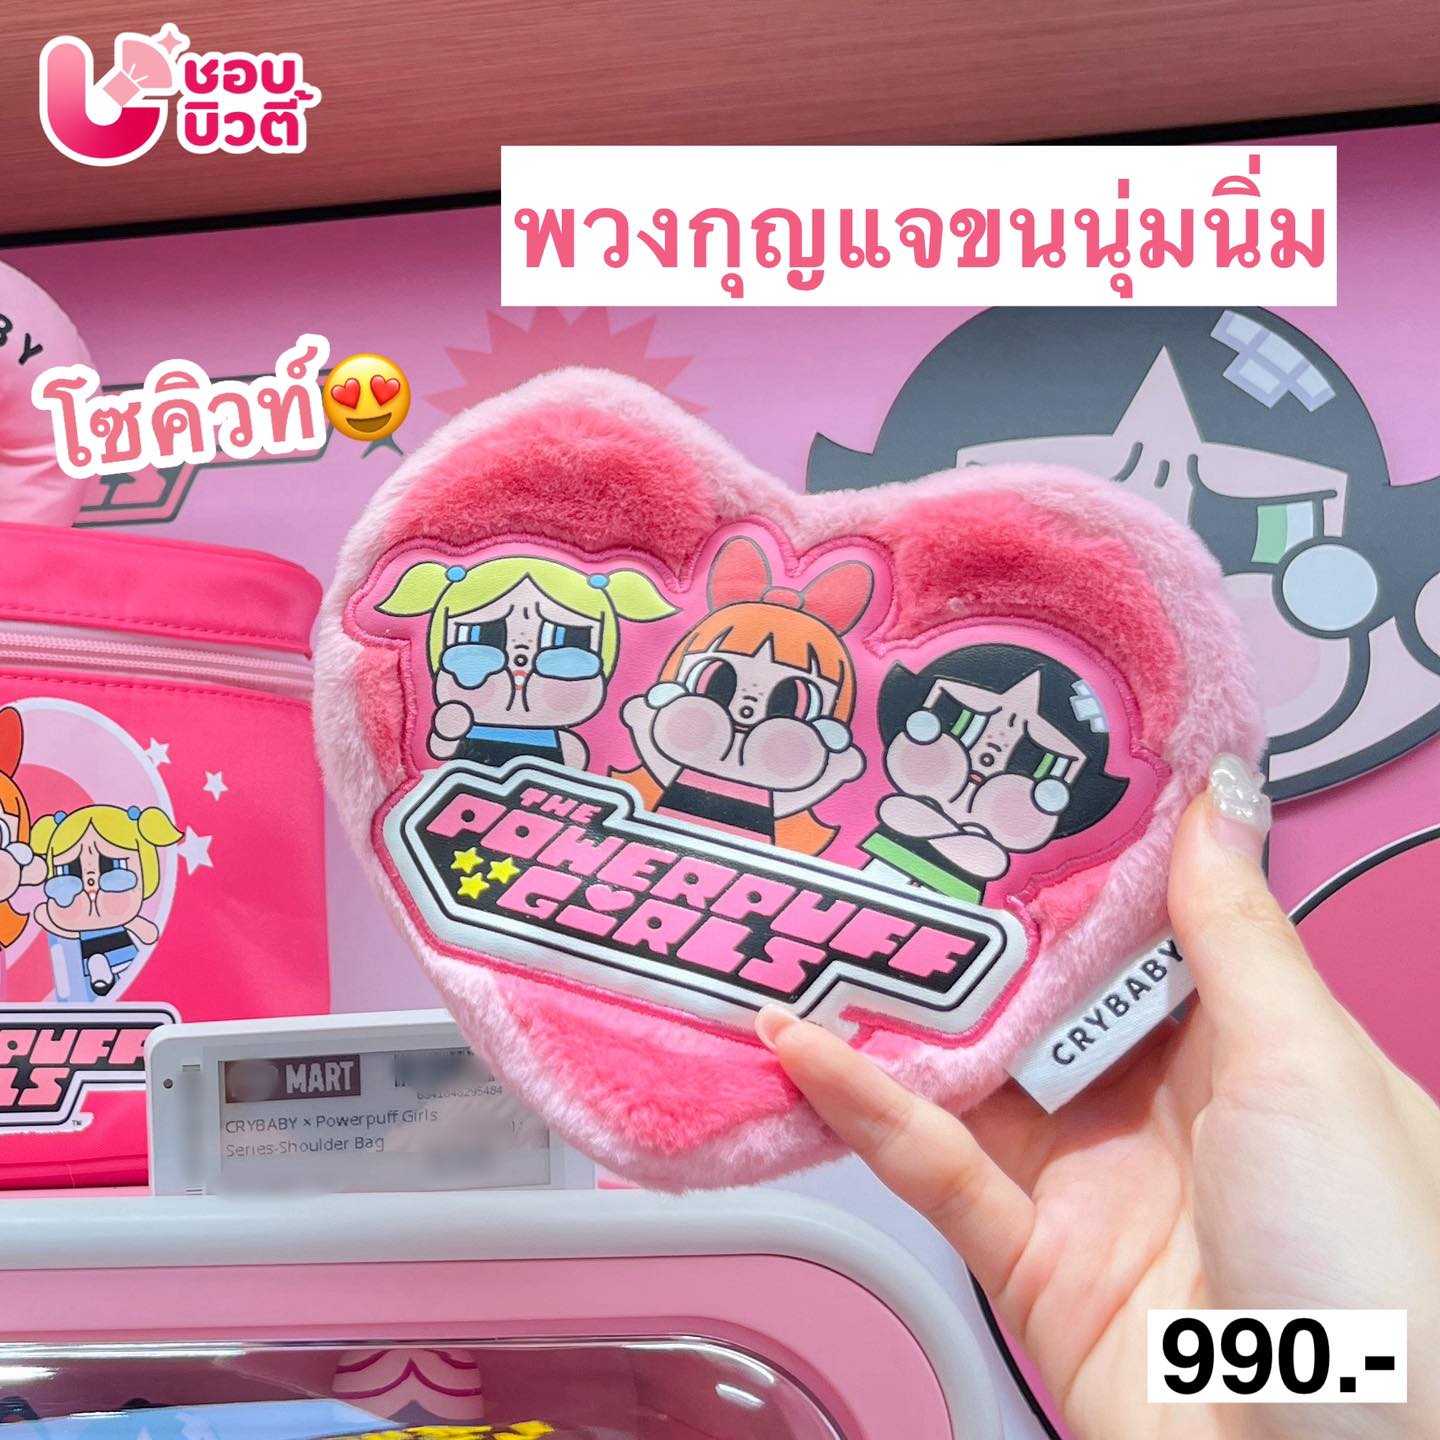 ชอบ
บิวตี้
พวงกุญแจขนนุ่มนิ่ม
โซคิวท์
THE
POWERPUFF
GIRLS
CRYBABY
MART
6941848295484
CRYBABY × Powerpuff Girls
Series-Shoulder Bag
990.-